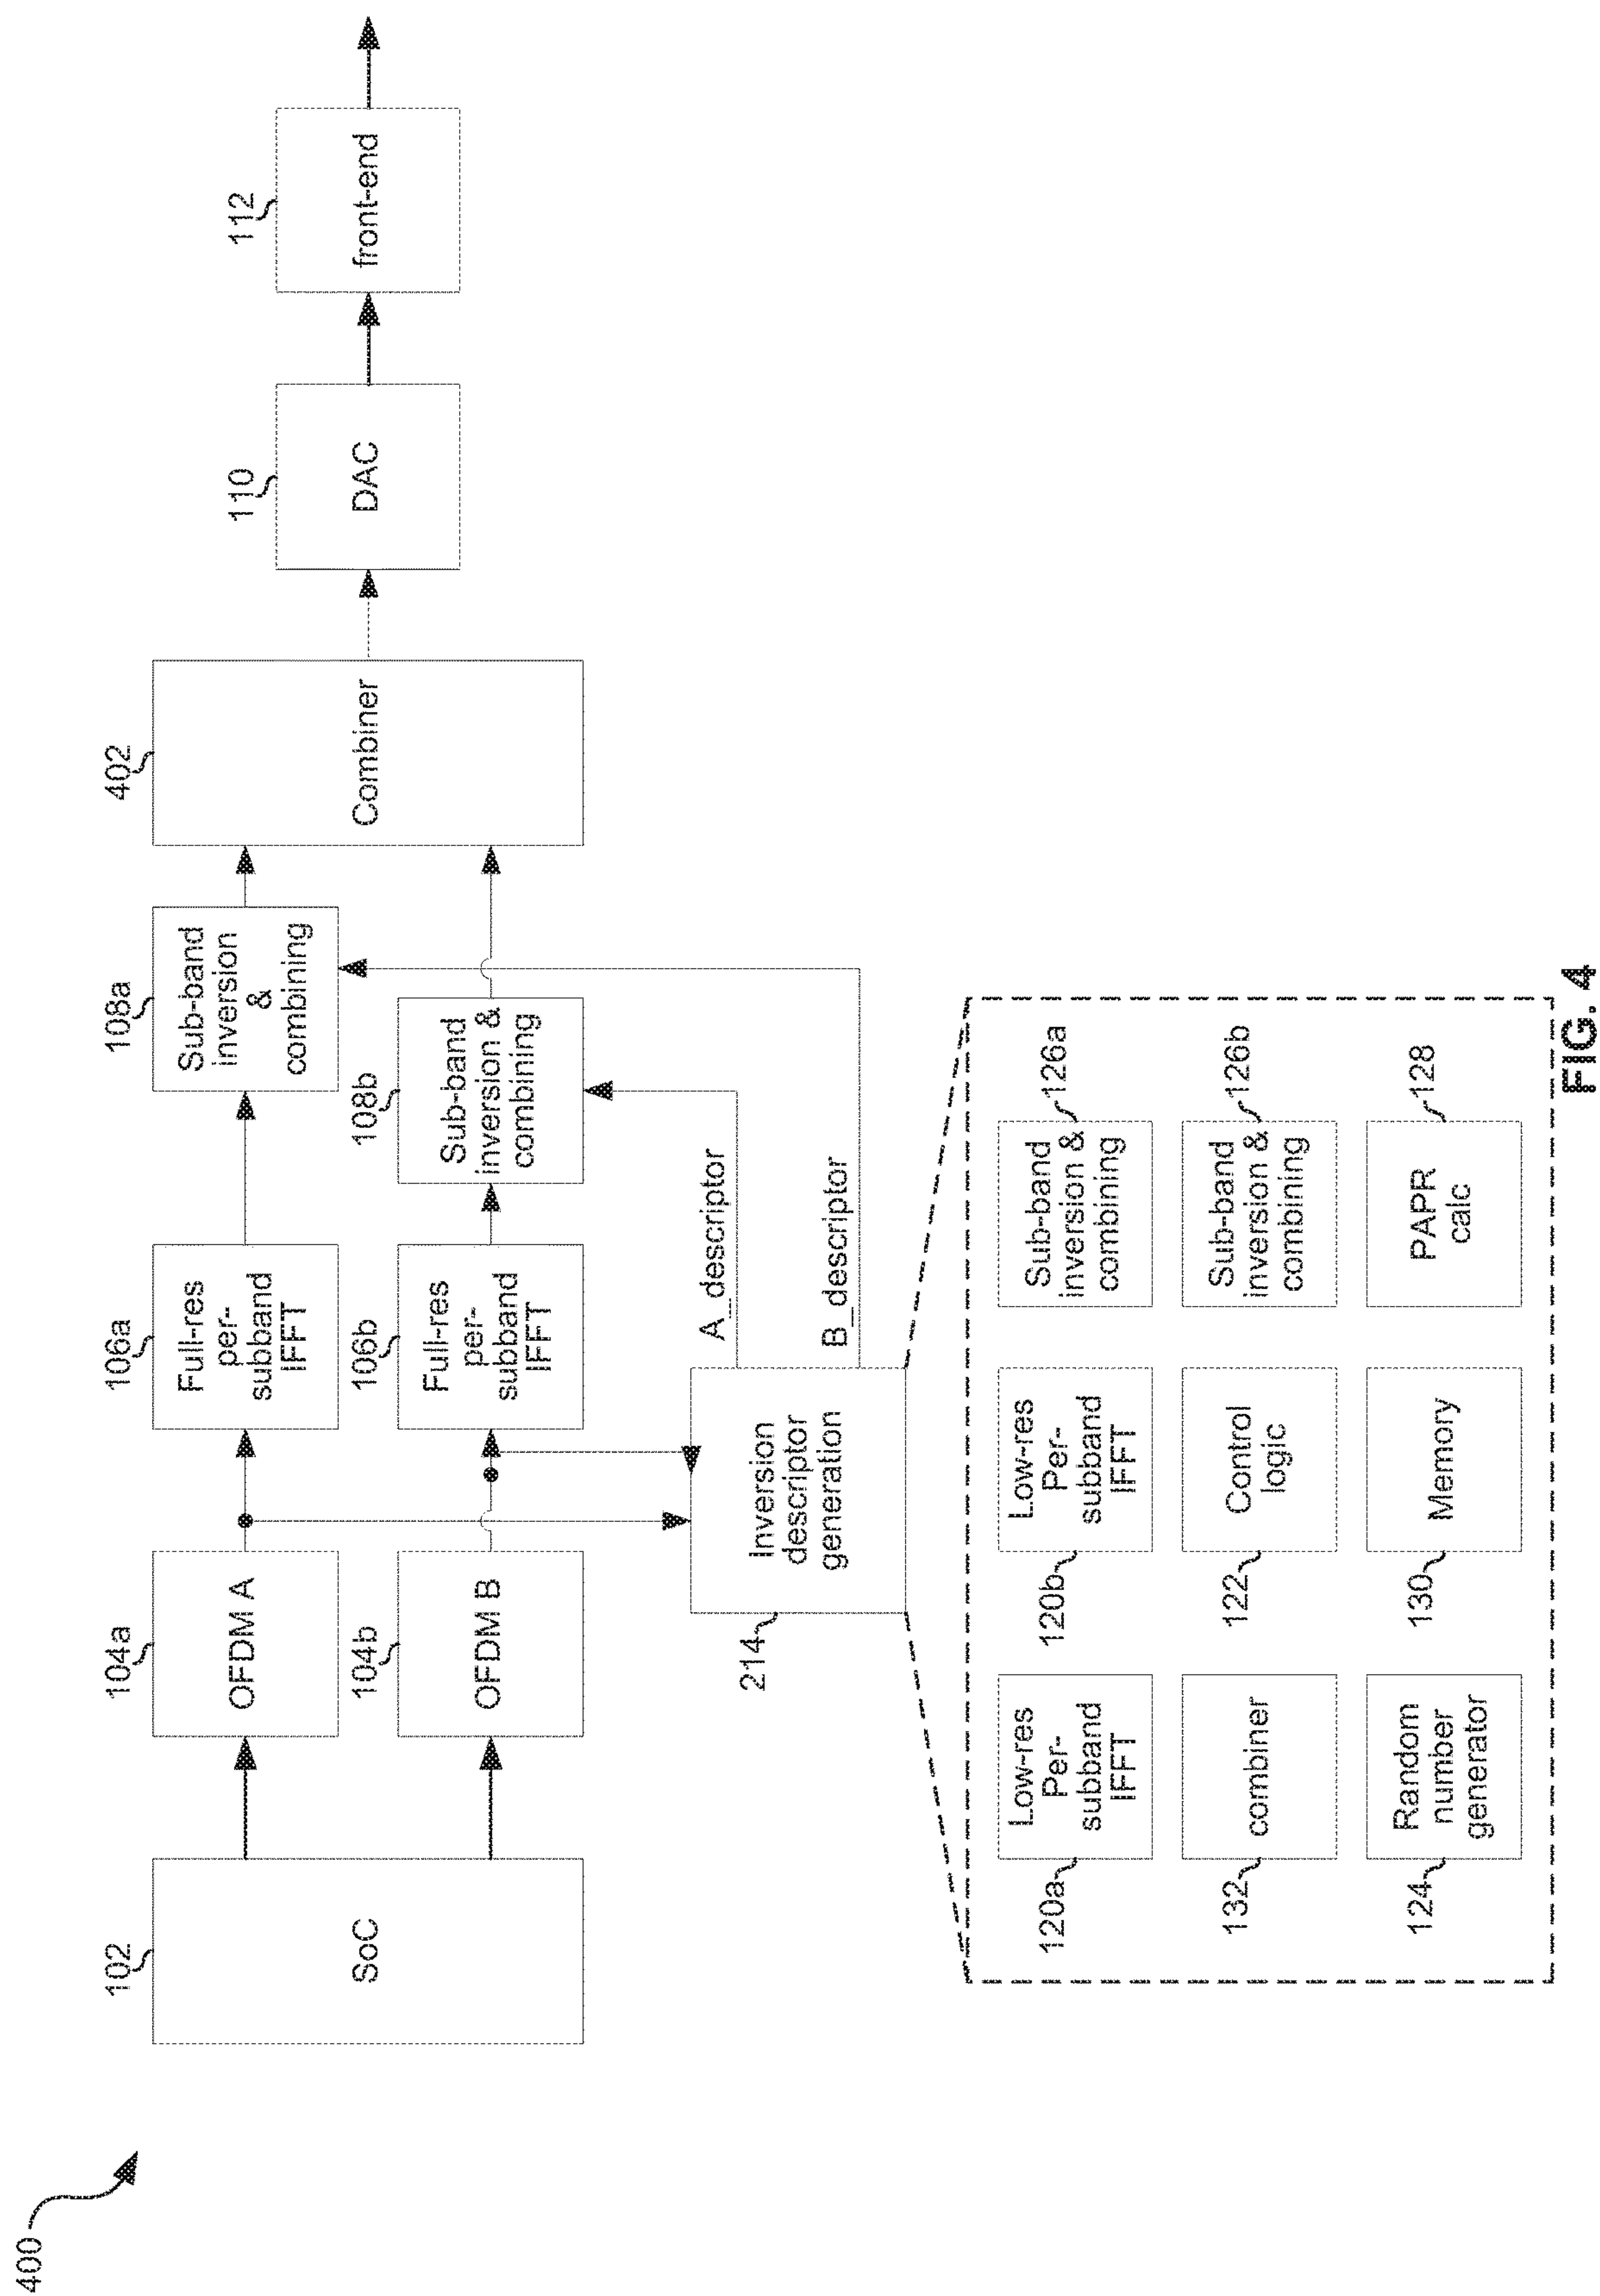 400
102
SoC
104a
OFDM A
104b
OFDM B
106a
Full-res
per-
subband
IFFT
106b
Full-res
per-
subband
IFFT
108a
Sub-band
inversion
&
combining
108b
Sub-band
inversion &
combining
402
Combiner
110
DAC
112
front-end
214
Inversion
descriptor
generation
A_descriptor
B_descriptor
120a
Low-res
Per-
subband
IFFT
120b
Low-res
Per-
subband
IFFT
Sub-band
inversion &
combining
126a
132
combiner
122
Control
logic
Sub-band
inversion &
combining
126b
124
Random
number
generator
130
Memory
PAPR
calc
128
FIG. 4